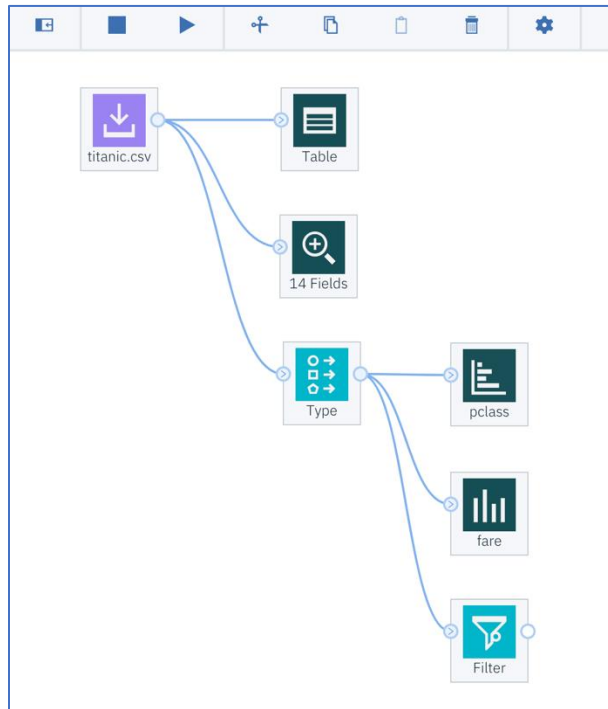 titanic.csv
Table
14 Fields
Type
pclass
fare
Filter